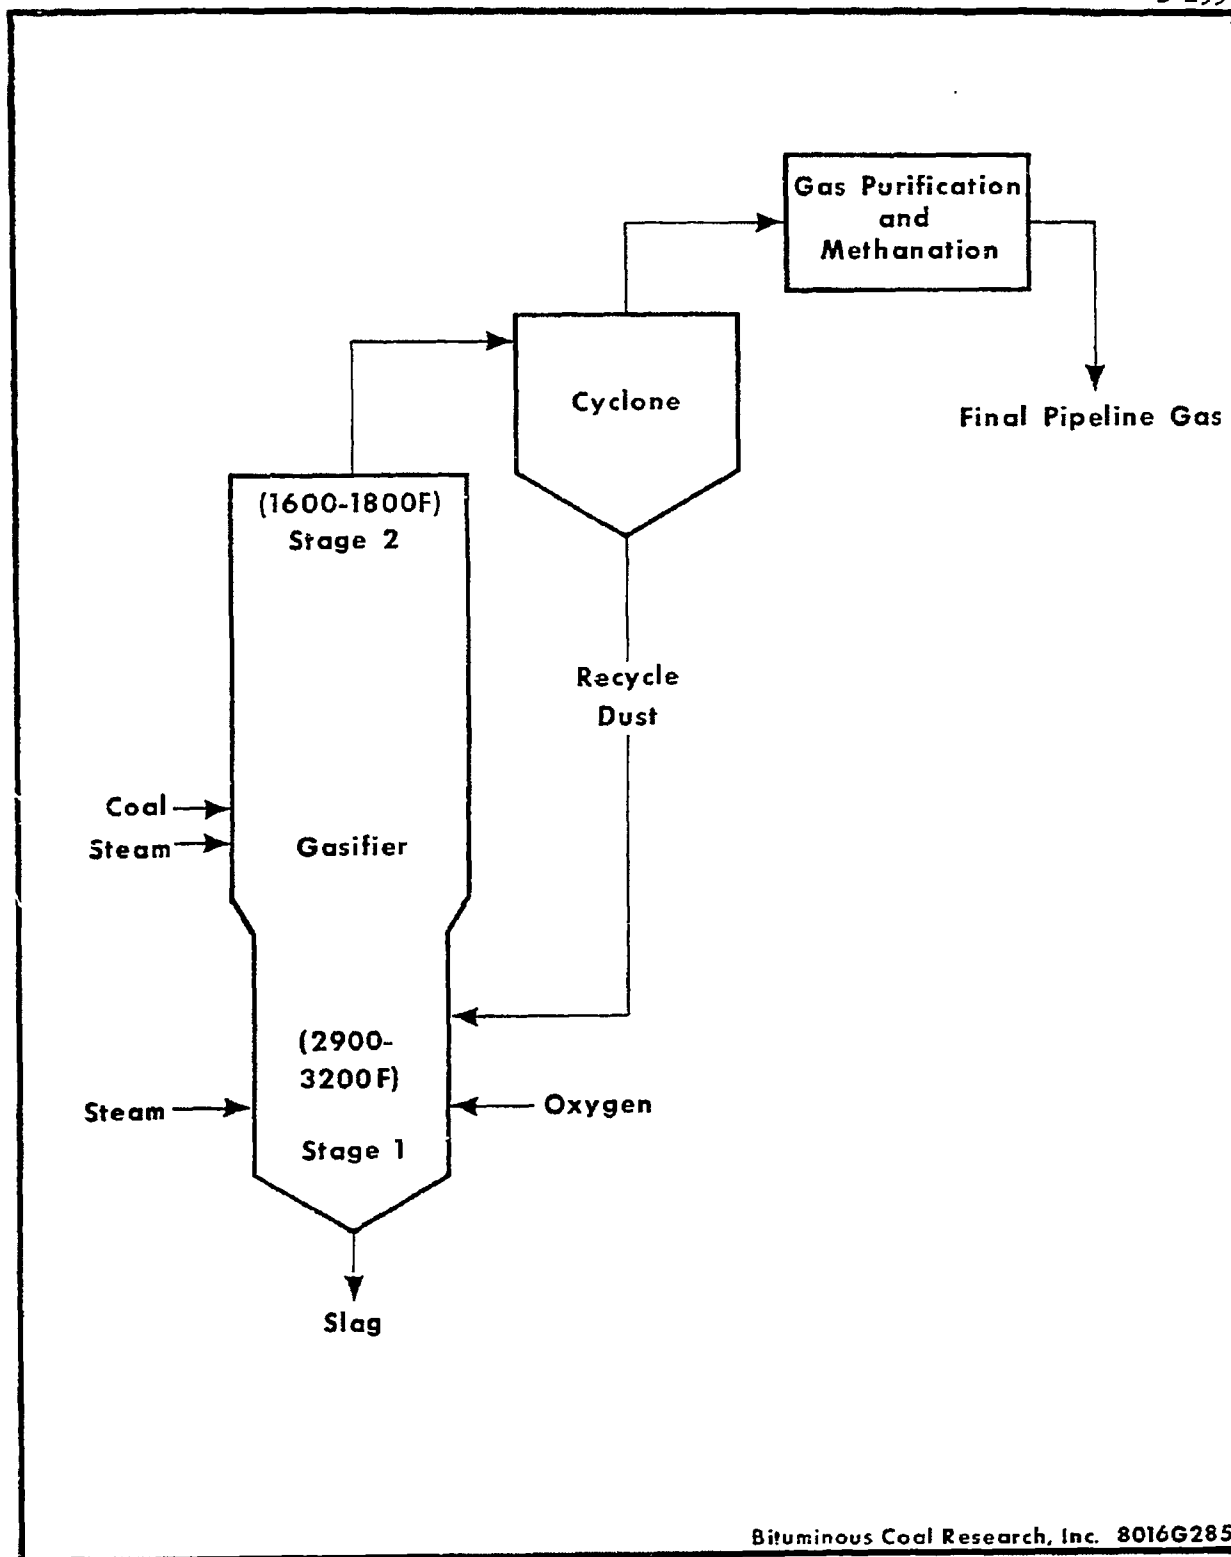 Gas Purification
and
Methanation
Cyclone
Final Pipeline Gas
(1600-1800F)
Stage 2
Recycle
Dust
Coal
Steam
Gasifier
(2900-
3200F)
Steam
Oxygen
Stage 1
Slag
Bituminous Coal Research, Inc. 8016G285